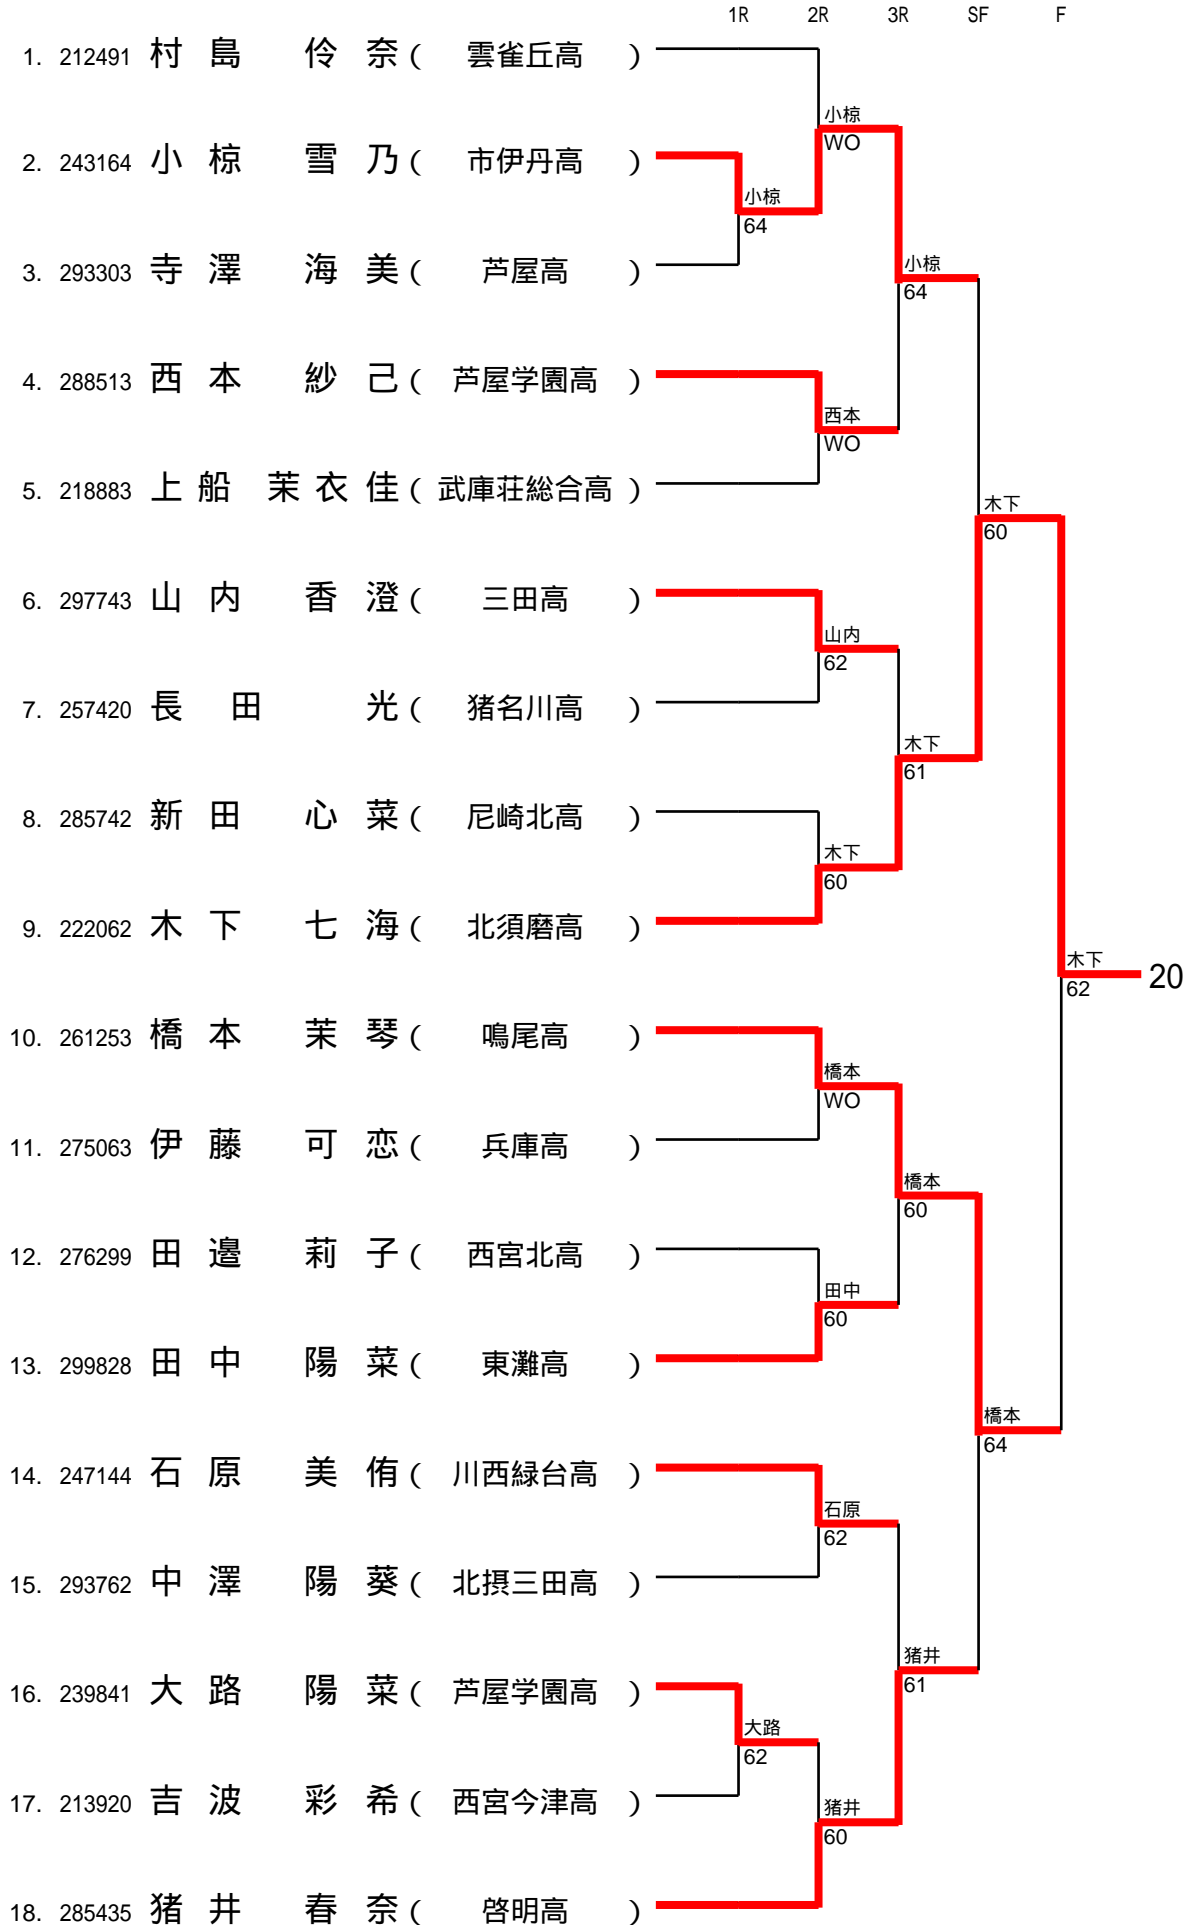 1R 2R 3R SF F
1. 212491 村島 伶奈 ( 雲雀丘高 )
小椋
WO
2. 243164 小椋 雪乃 ( 市伊丹高 )
小椋
64
3. 293303 寺澤 海美 ( 芦屋高 )
小椋
64
4. 288513 西本 紗己 ( 芦屋学園高 )
西本
WO
5. 218883 上船 茉衣佳 ( 武庫荘総合高 )
木下
60
6. 297743 山内 香澄 ( 三田高 )
山内
62
7. 257420 長田 光 ( 猪名川高 )
木下
61
8. 285742 新田 心菜 ( 尼崎北高 )
木下
60
9. 222062 木下 七海 ( 北須磨高 )
木下
62
20
10. 261253 橋本 茉琴 ( 鳴尾高 )
橋本
WO
11. 275063 伊藤 可恋 ( 兵庫高 )
橋本
60
12. 276299 田邉 莉子 ( 西宮北高 )
田中
60
13. 299828 田中 陽菜 ( 東灘高 )
橋本
64
14. 247144 石原 美侑 ( 川西緑台高 )
石原
62
15. 293762 中澤 陽葵 ( 北摂三田高 )
猪井
61
16. 239841 大路 陽菜 ( 芦屋学園高 )
大路
62
17. 213920 吉波 彩希 ( 西宮今津高 )
猪井
60
18. 285435 猪井 春奈 ( 啓明高 )